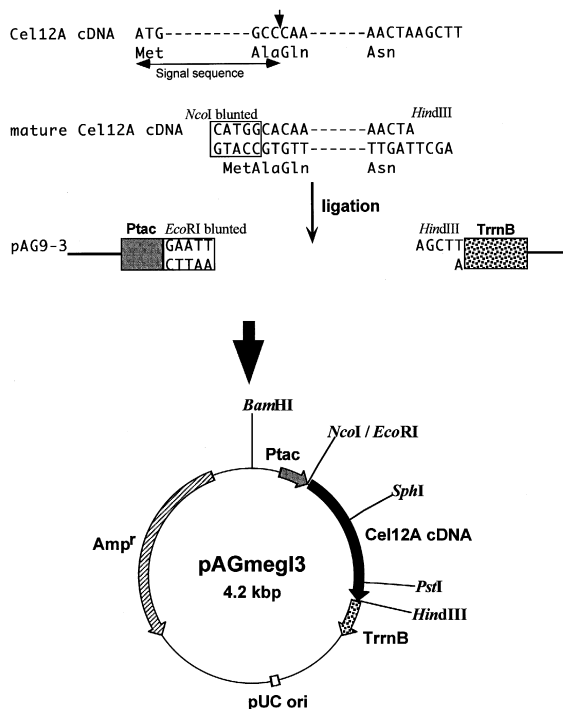 Cel12A cDNA ATG----------GCCCAA------AACTAAGCTT
Met AlaGln Asn
Signal sequence
NcoI blunted HindIII
mature Cel12A cDNA CATGGCACAA------AACTA
GTACCGTGTT------TTGATTCGA
MetAlaGln Asn
ligation
Ptac EcoRI blunted HindIII TrrnB
pAG9-3 GAATT AGCTT
CTTAA A
BamHI
NcoI / EcoRI
Ptac
SphI
Cel12A cDNA
Ampr
pAGmegI3
4.2 kbp
PstI
HindIII
TrrnB
pUC ori